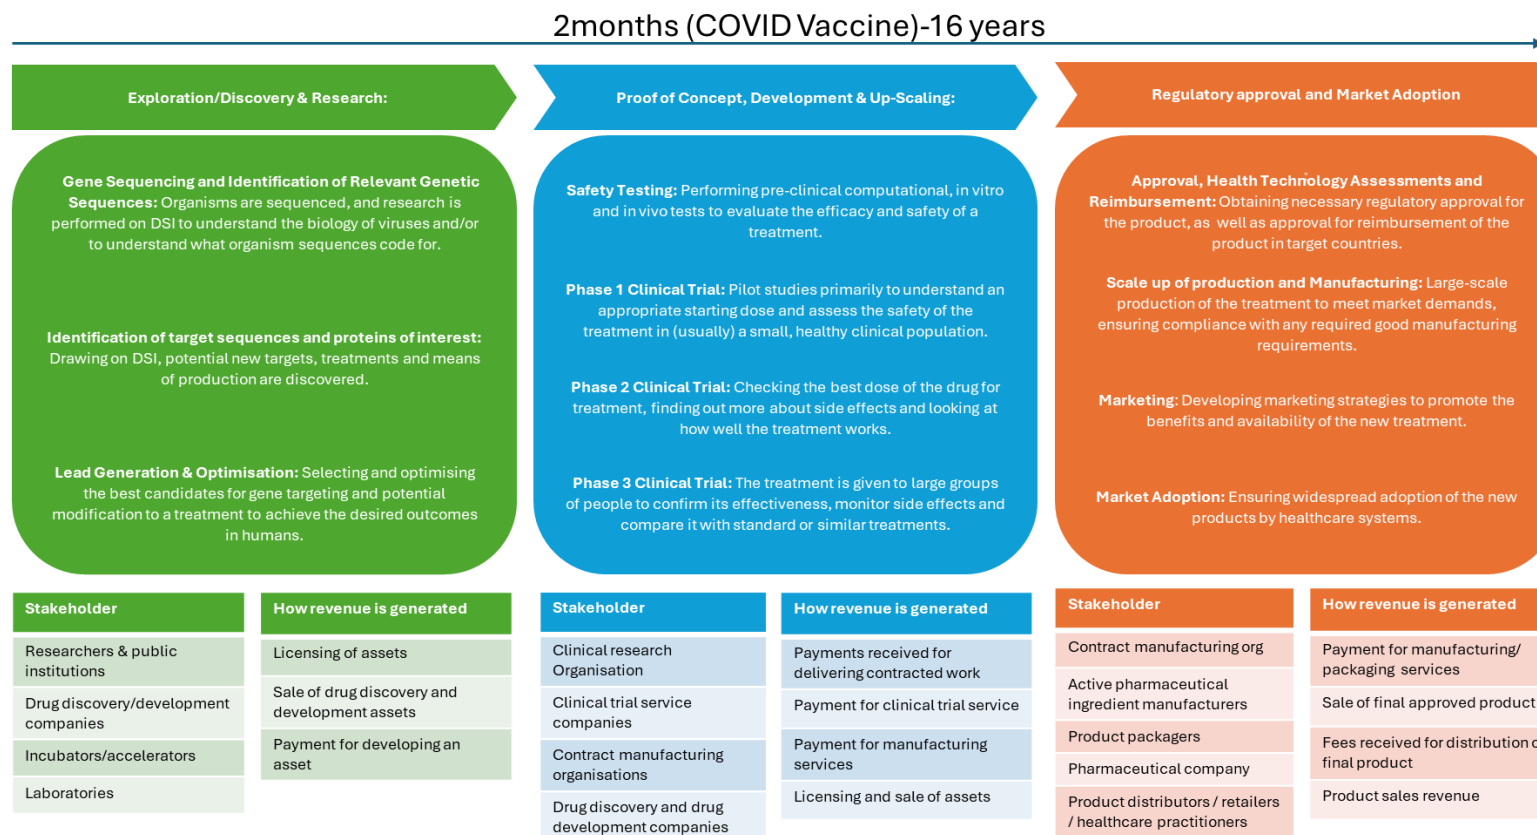 2months (COVID Vaccine)-16 years
Exploration/Discovery & Research:
Gene Sequencing and Identification of Relevant Genetic
Sequences: Organisms are sequenced, and research is
performed on DSI to understand the biology of viruses and/or
to understand what organism sequences code for.
Identification of target sequences and proteins of interest:
Drawing on DSI, potential new targets, treatments and means
of production are discovered.
Lead Generation & Optimisation: Selecting and optimising
the best candidates for gene targeting and potential
modification to a treatment to achieve the desired outcomes
in humans.
Proof of Concept, Development & Up-Scaling:
Safety Testing: Performing pre-clinical computational, in vitro
and in vivo tests to evaluate the efficacy and safety of a
treatment.
Phase 1 Clinical Trial: Pilot studies primarily to understand an
appropriate starting dose and assess the safety of the
treatment in (usually) a small, healthy clinical population.
Phase 2 Clinical Trial: Checking the best dose of the drug for
treatment, finding out more about side effects and looking at
how well the treatment works.
Phase 3 Clinical Trial: The treatment is given to large groups
of people to confirm its effectiveness, monitor side effects and
compare it with standard or similar treatments.
Regulatory approval and Market Adoption
Approval, Health Technology Assessments and
Reimbursement: Obtaining necessary regulatory approval for
the product, as well as approval for reimbursement of the
product in target countries.
Scale up of production and Manufacturing: Large-scale
production of the treatment to meet market demands,
ensuring compliance with any required good manufacturing
requirements.
Marketing: Developing marketing strategies to promote the
benefits and availability of the new treatment.
Market Adoption: Ensuring widespread adoption of the new
products by healthcare systems.
Stakeholder
Researchers & public
institutions
Drug discovery/development
companies
Incubators/accelerators
Laboratories
How revenue is generated
Licensing of assets
Sale of drug discovery and
development assets
Payment for developing an
asset
Stakeholder
Clinical research
Organisation
Clinical trial service
companies
Contract manufacturing
organisations
Drug discovery and drug
development companies
How revenue is generated
Payments received for
delivering contracted work
Payment for clinical trial service
Payment for manufacturing
services
Licensing and sale of assets
Stakeholder
Contract manufacturing org
Active pharmaceutical
ingredient manufacturers
Product packagers
Pharmaceutical company
Product distributors / retailers
/ healthcare practitioners
How revenue is generated
Payment for manufacturing/
packaging services
Sale of final approved product
Fees received for distribution
final product
Product sales revenue